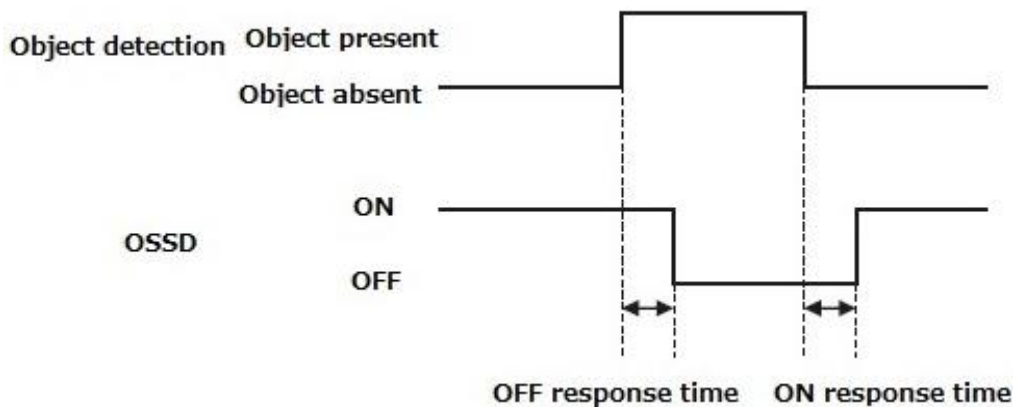 Object detection
Object present
Object absent
OSSD
ON
OFF
OFF response time
ON response time